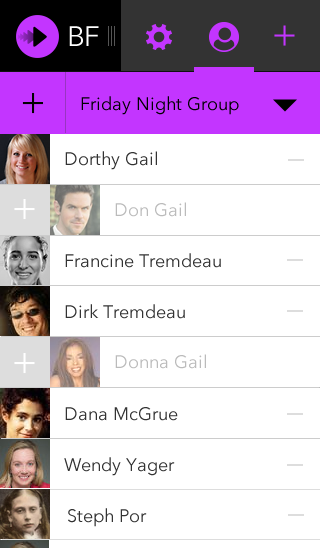 BF
Friday Night Group
Dorthy Gail
Don Gail
Francine Tremdeau
Dirk Tremdeau
Donna Gail
Dana McGrue
Wendy Yager
Steph Por